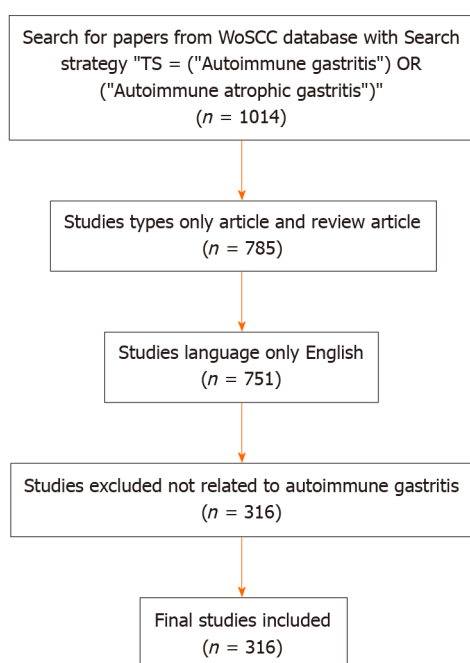 Search for papers from WoSCC database with Search
strategy "TS = ("Autoimmune gastritis") OR
("Autoimmune atrophic gastritis")"
(n = 1014)
Studies types only article and review article
(n = 785)
Studies language only English
(n = 751)
Studies excluded not related to autoimmune gastritis
(n = 316)
Final studies included
(n = 316)